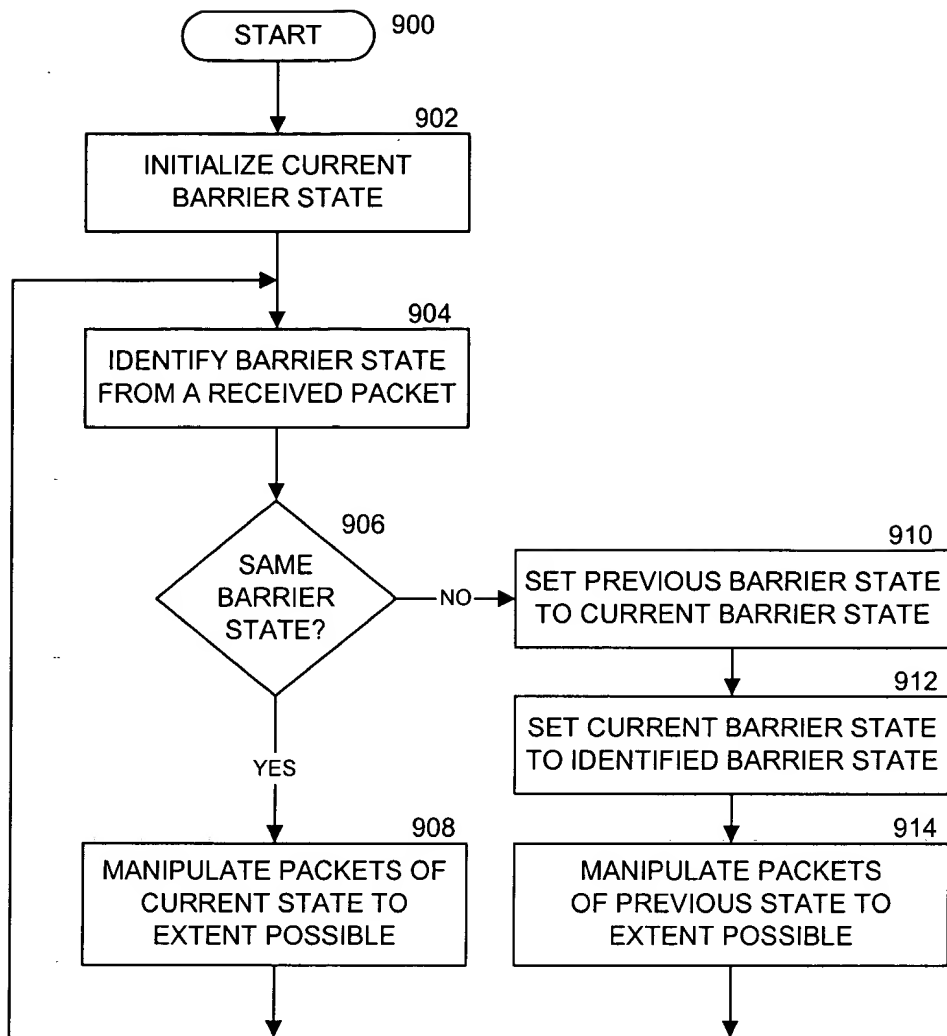 START
900
902
INITIALIZE CURRENT
BARRIER STATE
904
IDENTIFY BARRIER STATE
FROM A RECEIVED PACKET
906
SAME
BARRIER
STATE?
NO
910
SET PREVIOUS BARRIER STATE
TO CURRENT BARRIER STATE
912
SET CURRENT BARRIER STATE
TO IDENTIFIED BARRIER STATE
YES
908
MANIPULATE PACKETS OF
CURRENT STATE TO
EXTENT POSSIBLE
914
MANIPULATE PACKETS
OF PREVIOUS STATE TO
EXTENT POSSIBLE